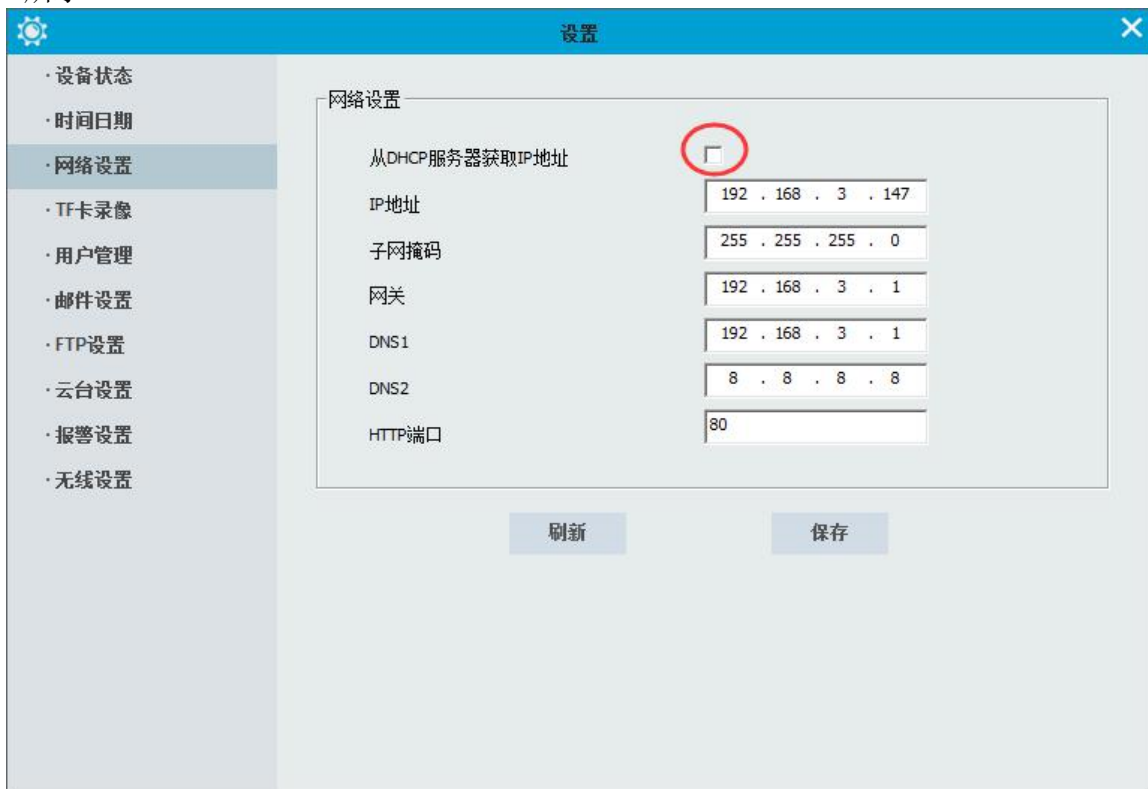 设置
·设备状态
·时间日期
·网络设置
·TF卡录像
·用户管理
·邮件设置
·FTP设置
·云台设置
·报警设置
·无线设置
网络设置
从DHCP服务器获取IP地址
IP地址 192 . 168 . 3 . 147
子网掩码 255 . 255 . 255 . 0
网关 192 . 168 . 3 . 1
DNS1 192 . 168 . 3 . 1
DNS2 8 . 8 . 8 . 8
HTTP端口 80
刷新 保存